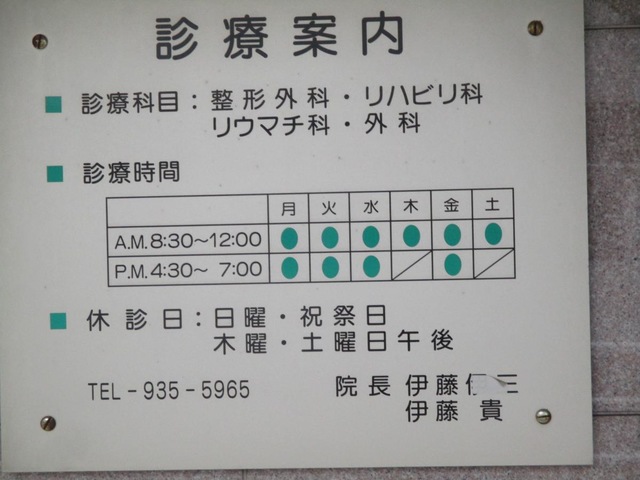 診療案内
■ 診療科目：整形外科・リハビリ科
リウマチ科・外科
■ 診療時間
月 火 水 木 金 土
A.M.8:30～12:00 ● ● ● ● ● ●
P.M.4:30～ 7:00 ● ● ● ／ ● ／
■ 休診日：日曜・祝祭日
木曜・土曜日午後
TEL－935－5965 院長 伊藤
伊藤 貴